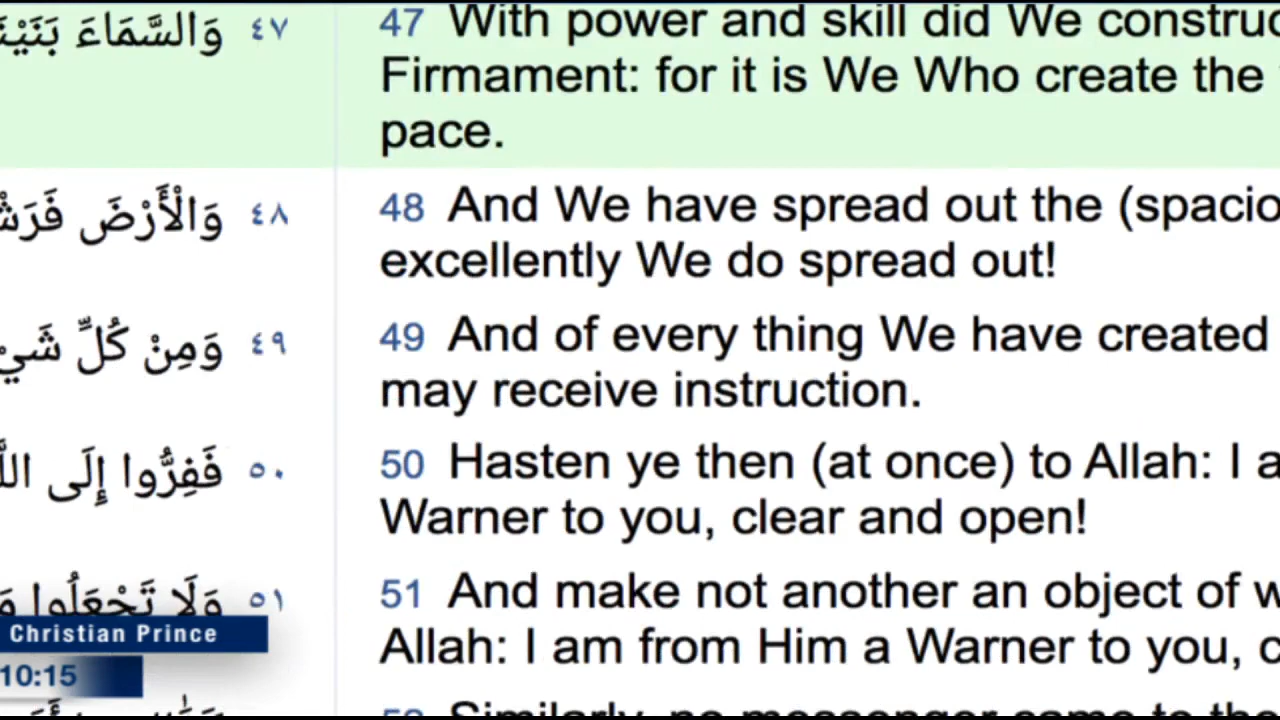 وَالسَّمَاءَ ٤٧
47 With power and skill did We
Firmament: for it is We Who create the
pace.
وَالْأَرْضَ ٤٨
48 And We have spread out the
excellently We do spread out!
وَمِنْ كُلِّ ٤٩
49 And of every thing We have created
may receive instruction.
فَفِرُّوا إِلَى ٥٠
50 Hasten ye then (at once) to Allah: I
Warner to you, clear and open!
وَلَا تَجْعَلُوا ٥١
51 And make not another an object of
Allah: I am from Him a Warner to you,
Christian Prince
10:15